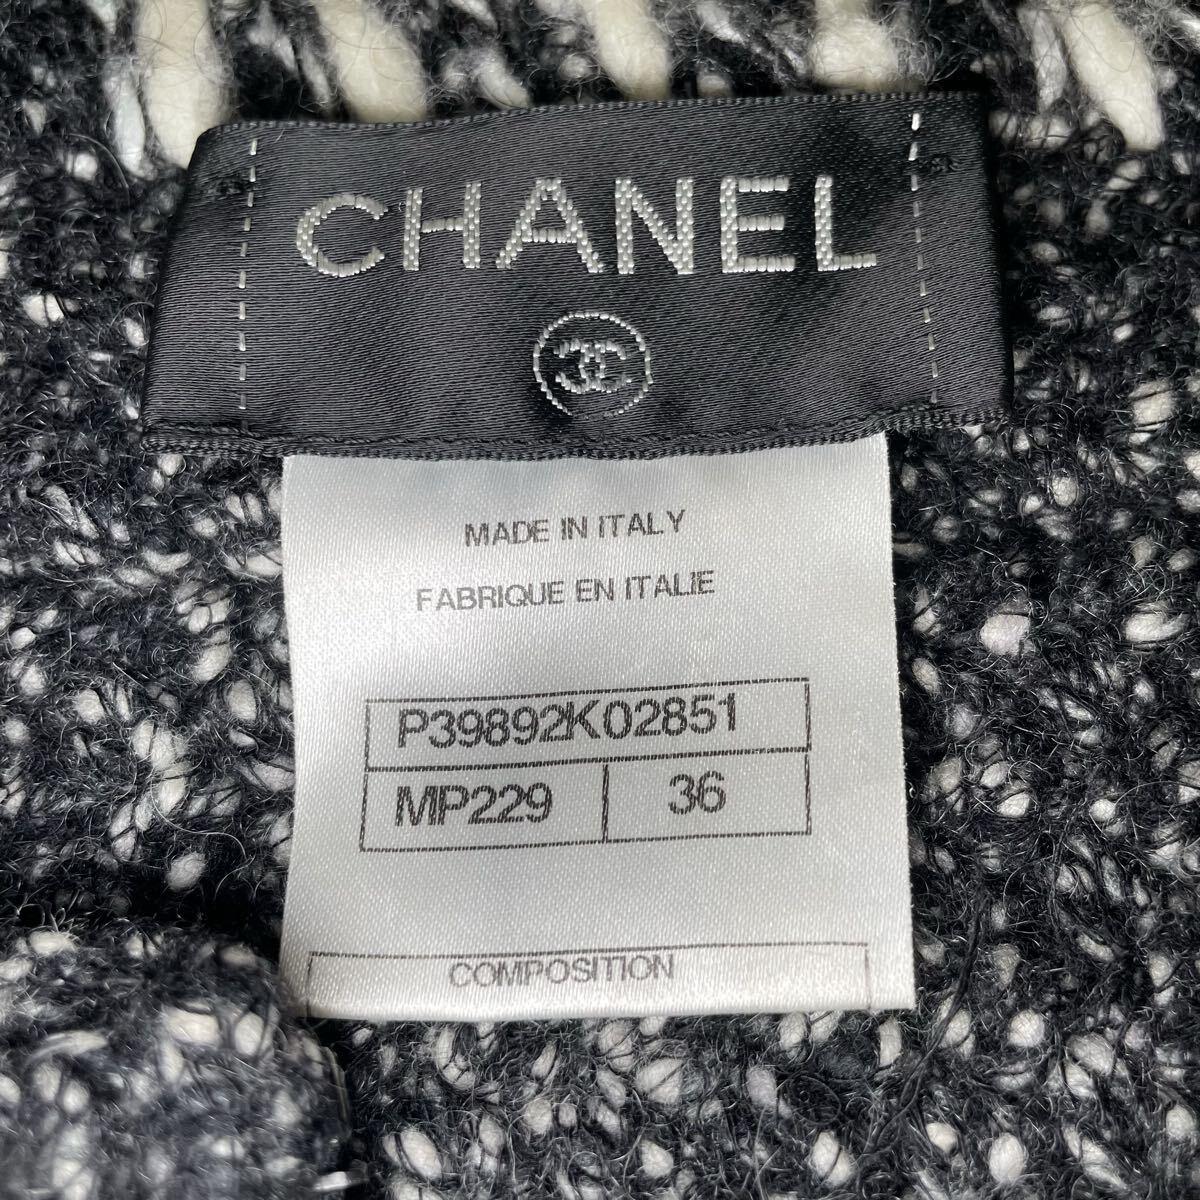 CHANEL
MADE IN ITALY
FABRIQUE EN ITALIE
P39892K02851
MP229 36
COMPOSITION